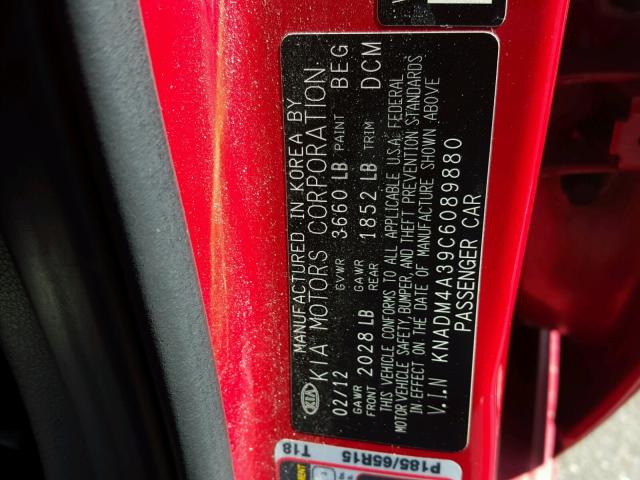 V
MANUFACTURED IN KOREA BY
KIA KIA MOTORS CORPORATION
02/12 GVWR 3660 LB PAINT BEG
GAWR FRONT 2028 LB GAWR REAR 1852 LB TRIM DCM
THIS VEHICLE CONFORMS TO ALL APPLICABLE U.S.A. FEDERAL
MOTOR VEHICLE SAFETY, BUMPER, AND THEFT PREVENTION STANDARDS
IN EFFECT ON THE DATE OF MANUFACTURE SHOWN ABOVE
V.I.N KNADM4A39C6089880
PASSENGER CAR
T18
P185/65R15